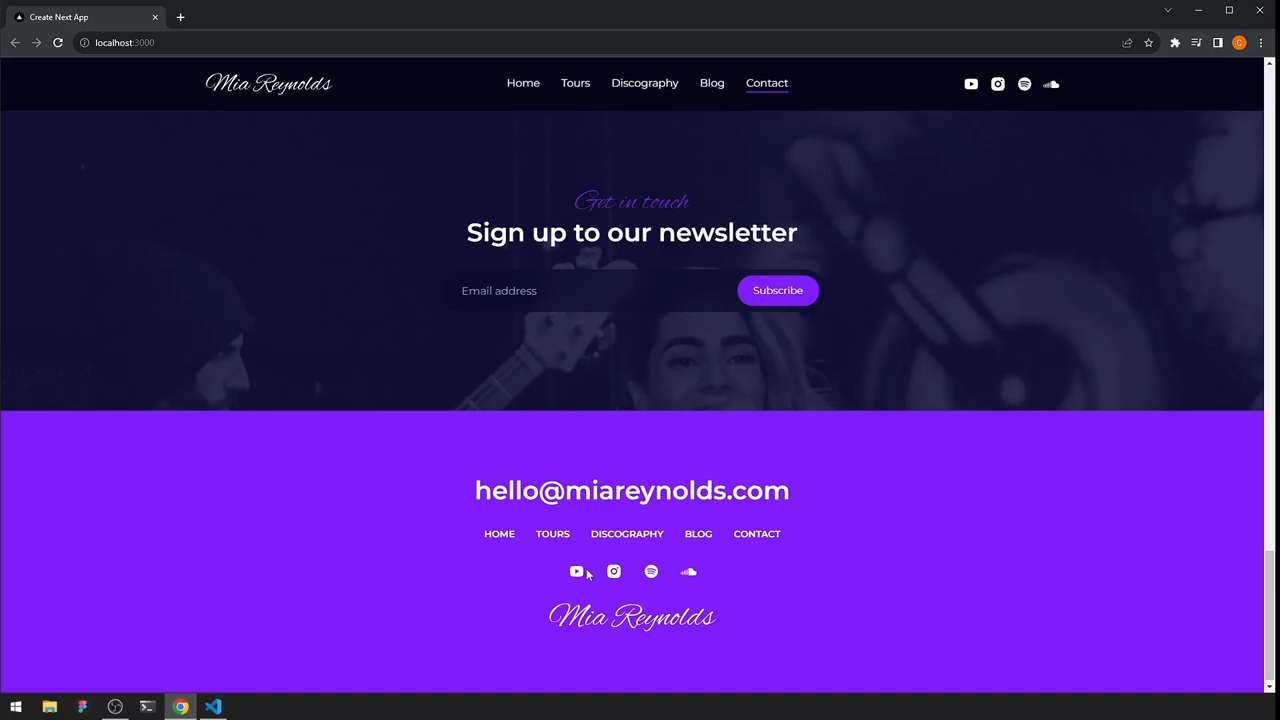 Create Next App
localhost:3000
C
Mia Reynolds
Home Tours Discography Blog Contact
Get in touch
Sign up to our newsletter
Email address Subscribe
hello@miareynolds.com
HOME TOURS DISCOGRAPHY BLOG CONTACT
Mia Reynolds